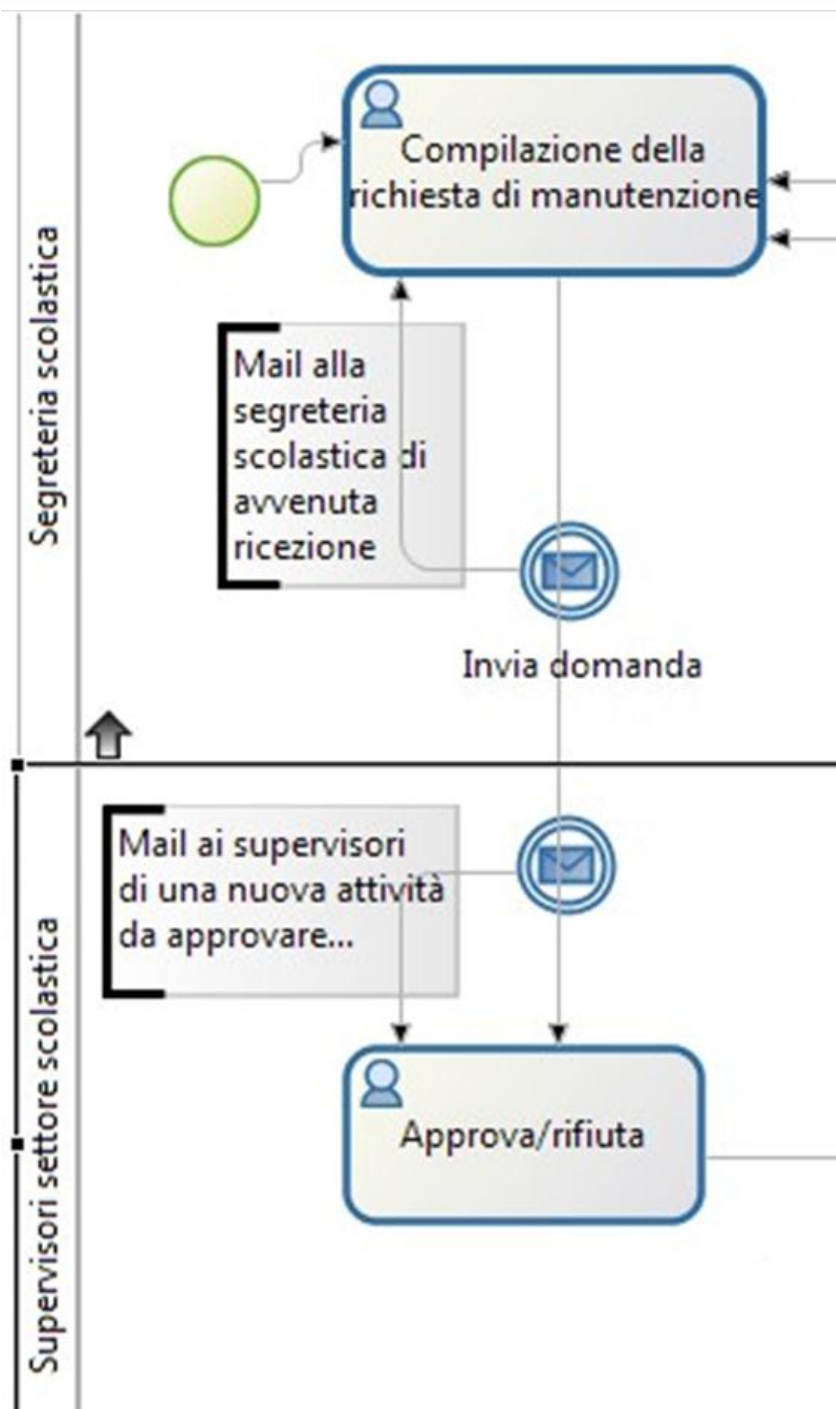 Segreteria scolastica
Compilazione della
richiesta di manutenzione
Mail alla
segreteria
scolastica di
avvenuta
ricezione
Invia domanda
Supervisori settore scolastica
Mail ai supervisori
di una nuova attività
da approvare...
Approva/rifiuta